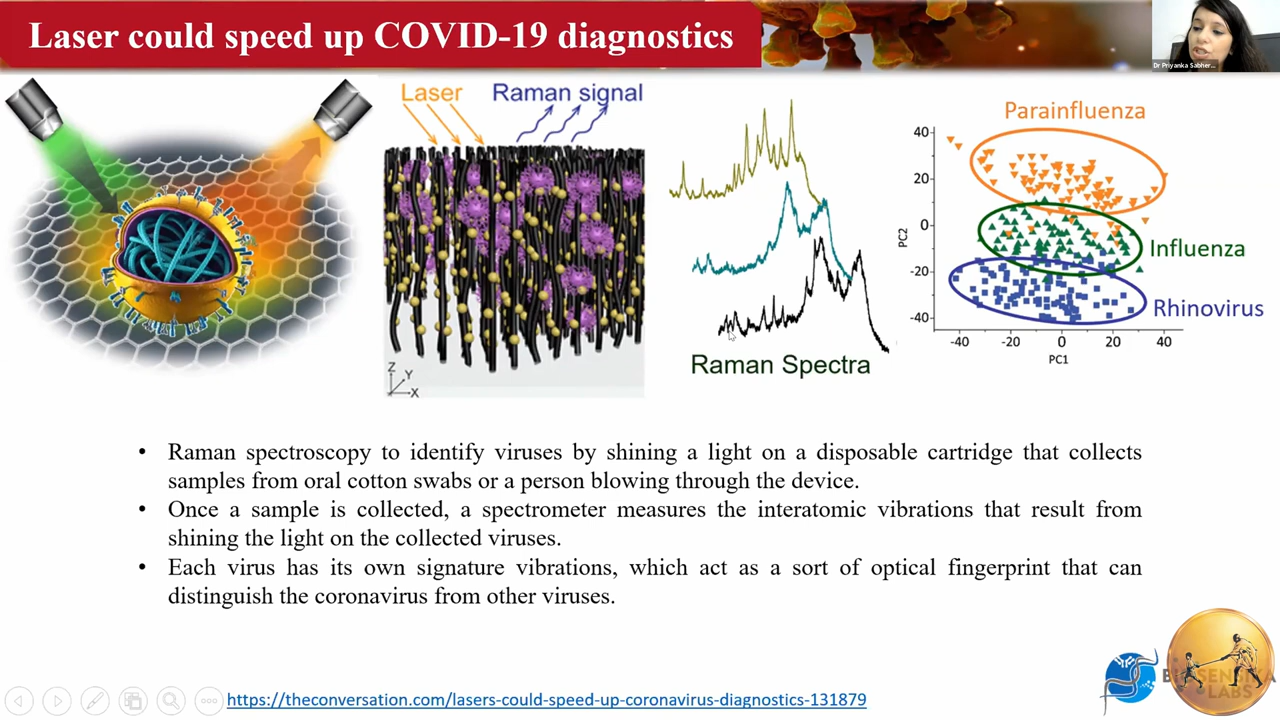 Laser could speed up COVID-19 diagnostics
Dr Priyanka Sabher...
Laser
Raman signal
Z
Y
X
Raman Spectra
Parainfluenza
Influenza
Rhinovirus
PC2
40
20
0
-20
-40
-40
-20
0
20
40
PC1
• Raman spectroscopy to identify viruses by shining a light on a disposable cartridge that collects
samples from oral cotton swabs or a person blowing through the device.
• Once a sample is collected, a spectrometer measures the interatomic vibrations that result from
shining the light on the collected viruses.
• Each virus has its own signature vibrations, which act as a sort of optical fingerprint that can
distinguish the coronavirus from other viruses.
https://theconversation.com/lasers-could-speed-up-coronavirus-diagnostics-131879
LABS